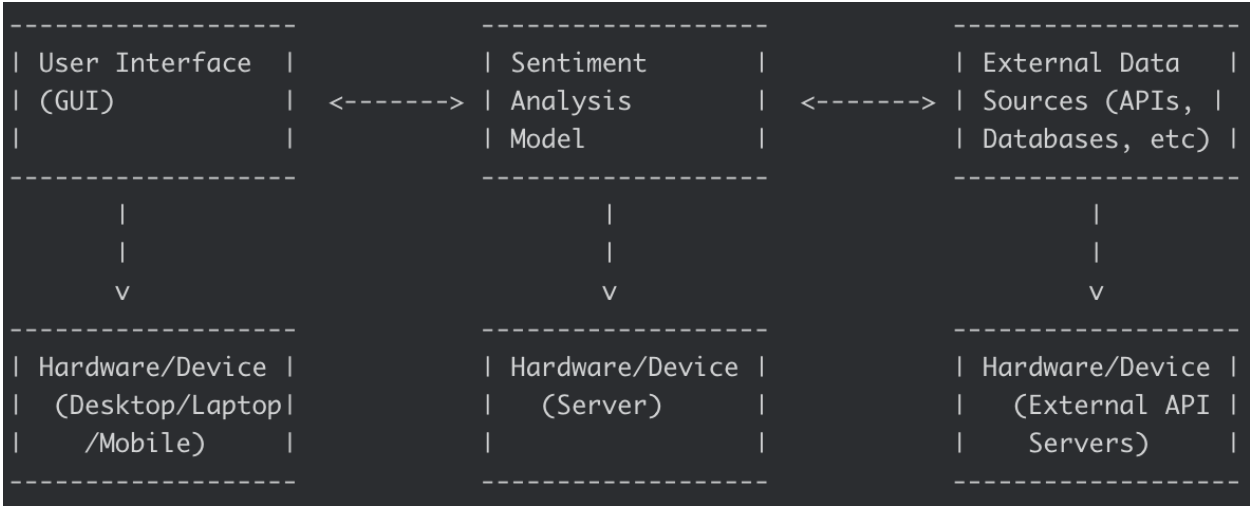 -------------------                    -------------------                    -------------------
| User Interface  |                    | Sentiment       |                    | External Data   |
| (GUI)           |  <------->         | Analysis        |  <------->         | Sources (APIs,  |
|                 |                    | Model           |                    | Databases, etc) |
-------------------                    -------------------                    -------------------
       |                                       |                                      |
       |                                       |                                      |
       v                                       v                                      v
-------------------                    -------------------                    -------------------
| Hardware/Device |                    | Hardware/Device |                    | Hardware/Device |
|  (Desktop/Laptop|                    |   (Server)      |                    |   (External API |
|    /Mobile)     |                    |                 |                    |    Servers)     |
-------------------                    -------------------                    -------------------